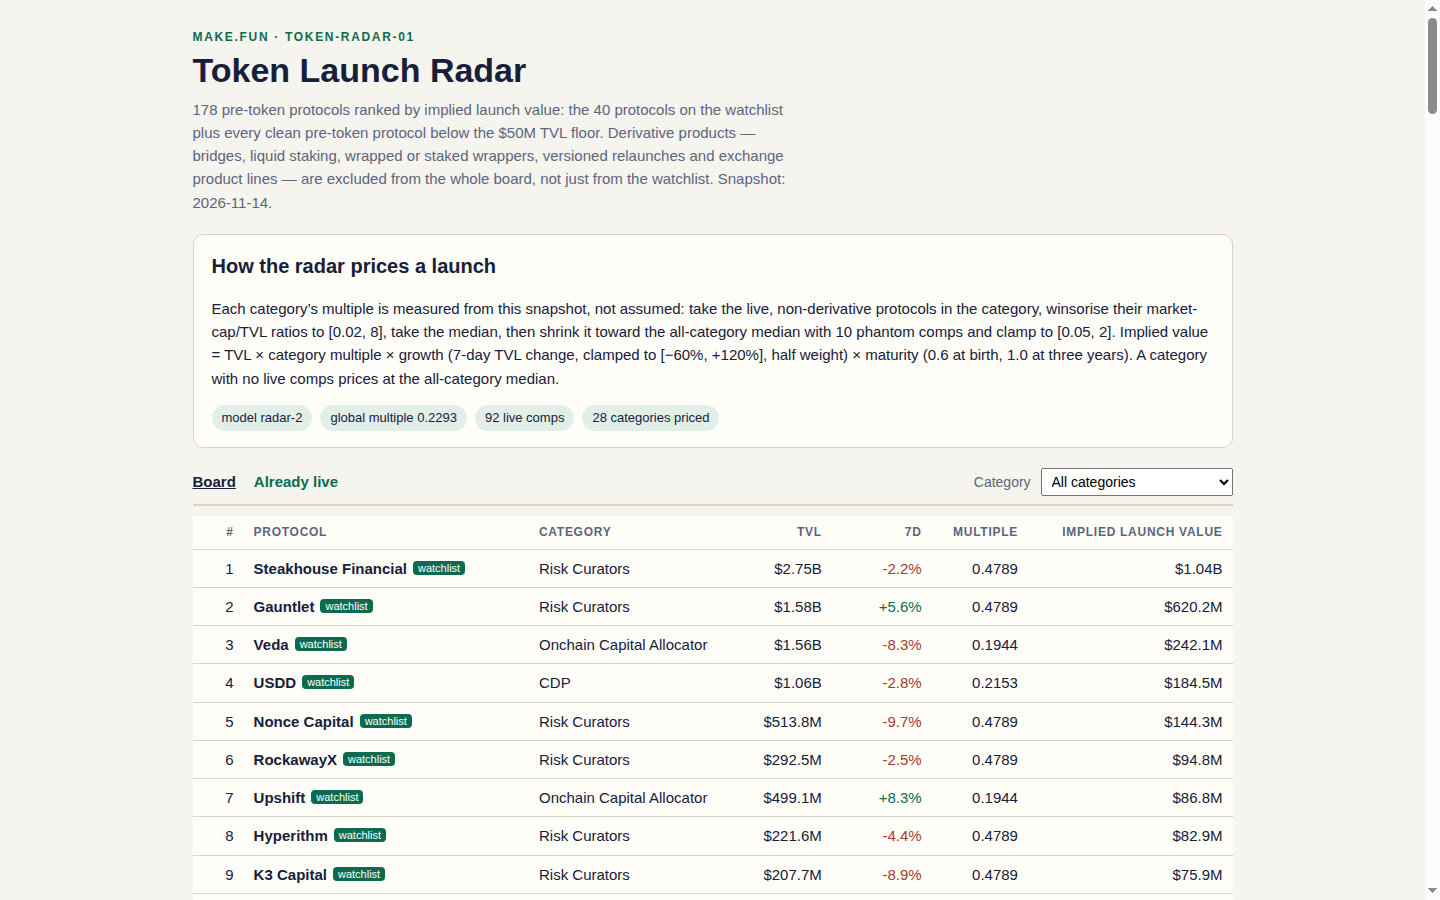 MAKE.FUN · TOKEN-RADAR-01
Token Launch Radar
178 pre-token protocols ranked by implied launch value: the 40 protocols on the watchlist
plus every clean pre-token protocol below the $50M TVL floor. Derivative products —
bridges, liquid staking, wrapped or staked wrappers, versioned relaunches and exchange
product lines — are excluded from the whole board, not just from the watchlist. Snapshot:
2026-11-14.
How the radar prices a launch
Each category’s multiple is measured from this snapshot, not assumed: take the live, non-derivative protocols in the category, winsorise their market-
cap/TVL ratios to [0.02, 8], take the median, then shrink it toward the all-category median with 10 phantom comps and clamp to [0.05, 2]. Implied value
= TVL × category multiple × growth (7-day TVL change, clamped to [−60%, +120%], half weight) × maturity (0.6 at birth, 1.0 at three years). A category
with no live comps prices at the all-category median.
model radar-2 global multiple 0.2293 92 live comps 28 categories priced
Board Already live Category All categories
# PROTOCOL CATEGORY TVL 7D MULTIPLE IMPLIED LAUNCH VALUE
1 Steakhouse Financial watchlist Risk Curators $2.75B -2.2% 0.4789 $1.04B
2 Gauntlet watchlist Risk Curators $1.58B +5.6% 0.4789 $620.2M
3 Veda watchlist Onchain Capital Allocator $1.56B -8.3% 0.1944 $242.1M
4 USDD watchlist CDP $1.06B -2.8% 0.2153 $184.5M
5 Nonce Capital watchlist Risk Curators $513.8M -9.7% 0.4789 $144.3M
6 RockawayX watchlist Risk Curators $292.5M -2.5% 0.4789 $94.8M
7 Upshift watchlist Onchain Capital Allocator $499.1M +8.3% 0.1944 $86.8M
8 Hyperithm watchlist Risk Curators $221.6M -4.4% 0.4789 $82.9M
9 K3 Capital watchlist Risk Curators $207.7M -8.9% 0.4789 $75.9M